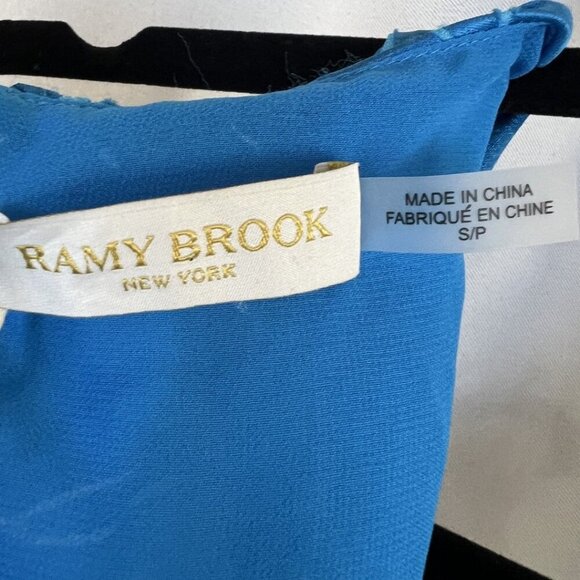 RAMY BROOK
NEW YORK
MADE IN CHINA
FABRIQUÉ EN CHINE
S/P